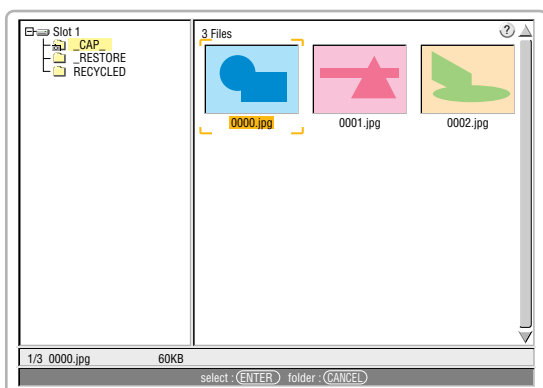 Slot 1
_CAP_
_RESTORE
RECYCLED
3 Files
?
0000.jpg
0001.jpg
0002.jpg
1/3 0000.jpg 60KB
select : ENTER folder : CANCEL